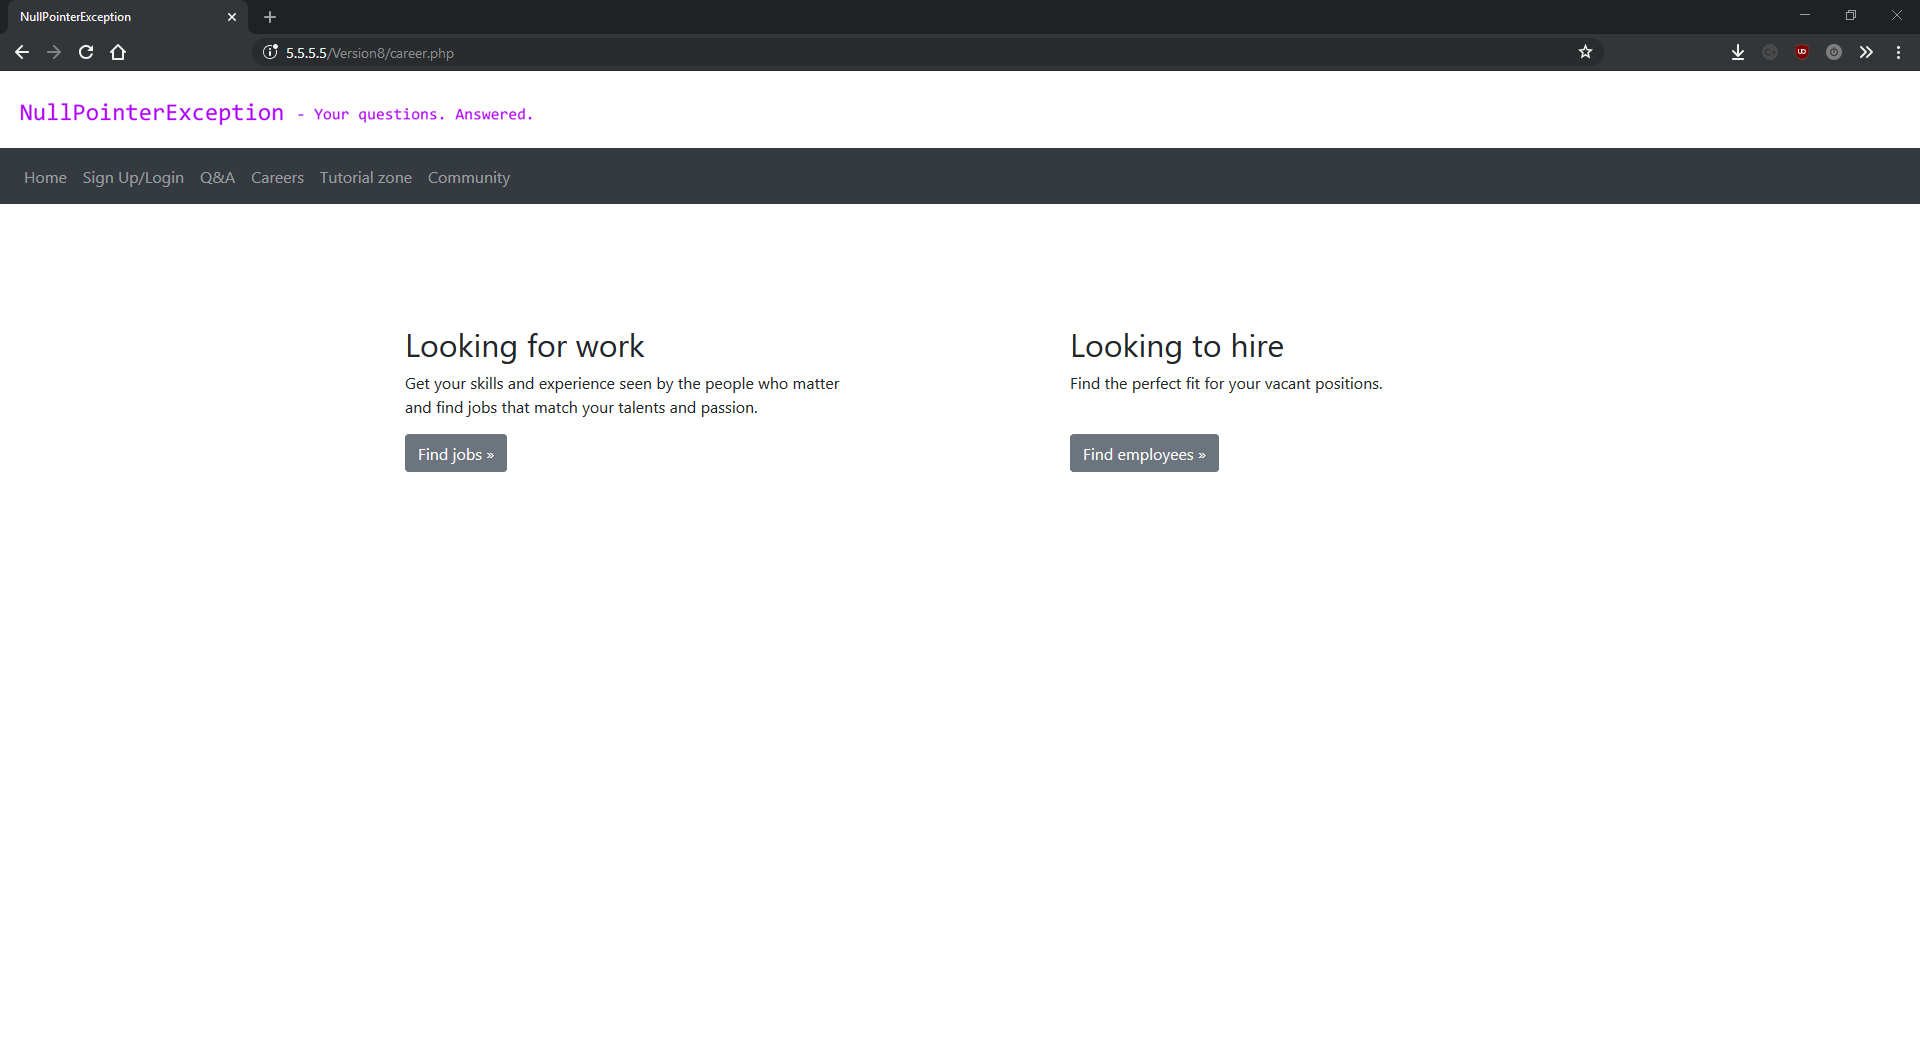 NullPointerException
5.5.5.5/Version8/career.php
NullPointerException - Your questions. Answered.
Home Sign Up/Login Q&A Careers Tutorial zone Community
Looking for work
Get your skills and experience seen by the people who matter
and find jobs that match your talents and passion.
Find jobs »
Looking to hire
Find the perfect fit for your vacant positions.
Find employees »